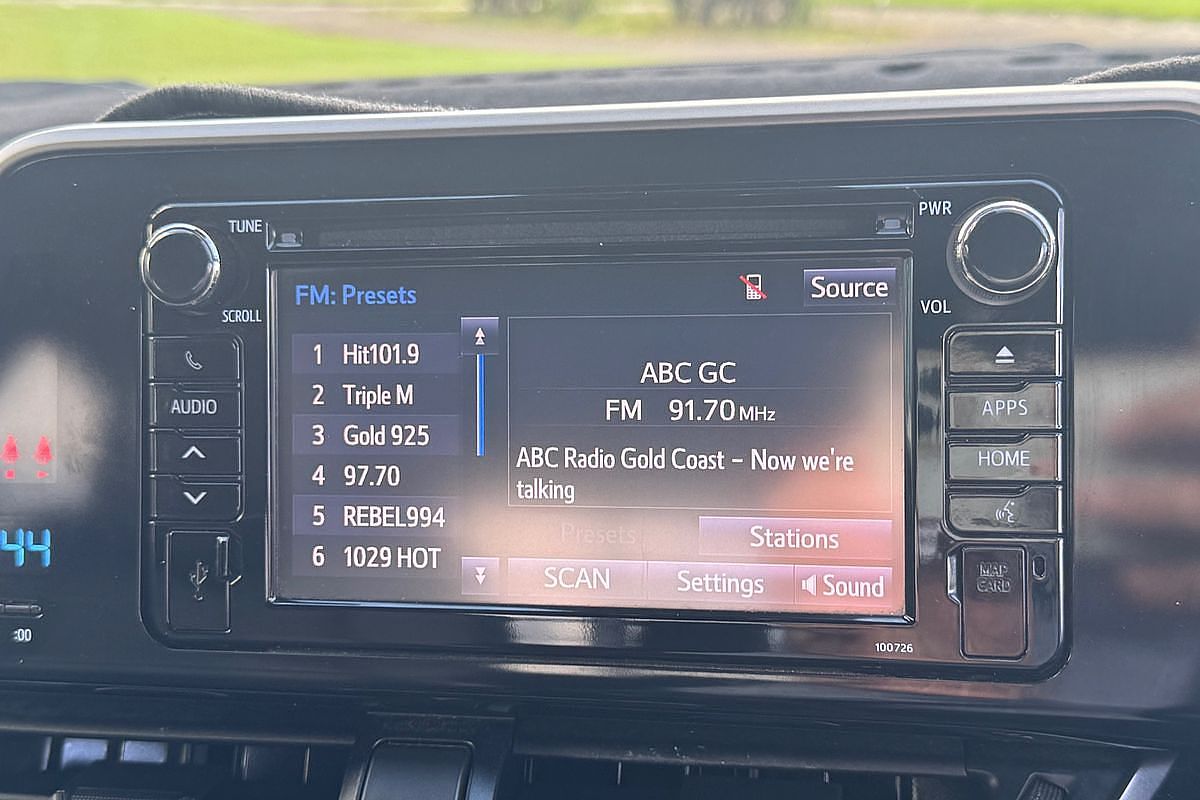 TUNE
PWR
SCROLL
VOL
FM: Presets
Source
1 Hit101.9
2 Triple M
3 Gold 925
4 97.70
5 REBEL994
6 1029 HOT
ABC GC
FM 91.70MHz
ABC Radio Gold Coast – Now we're
talking
Presets
Stations
SCAN
Settings
Sound
AUDIO
APPS
HOME
MAP
CARD
44
:00
100726